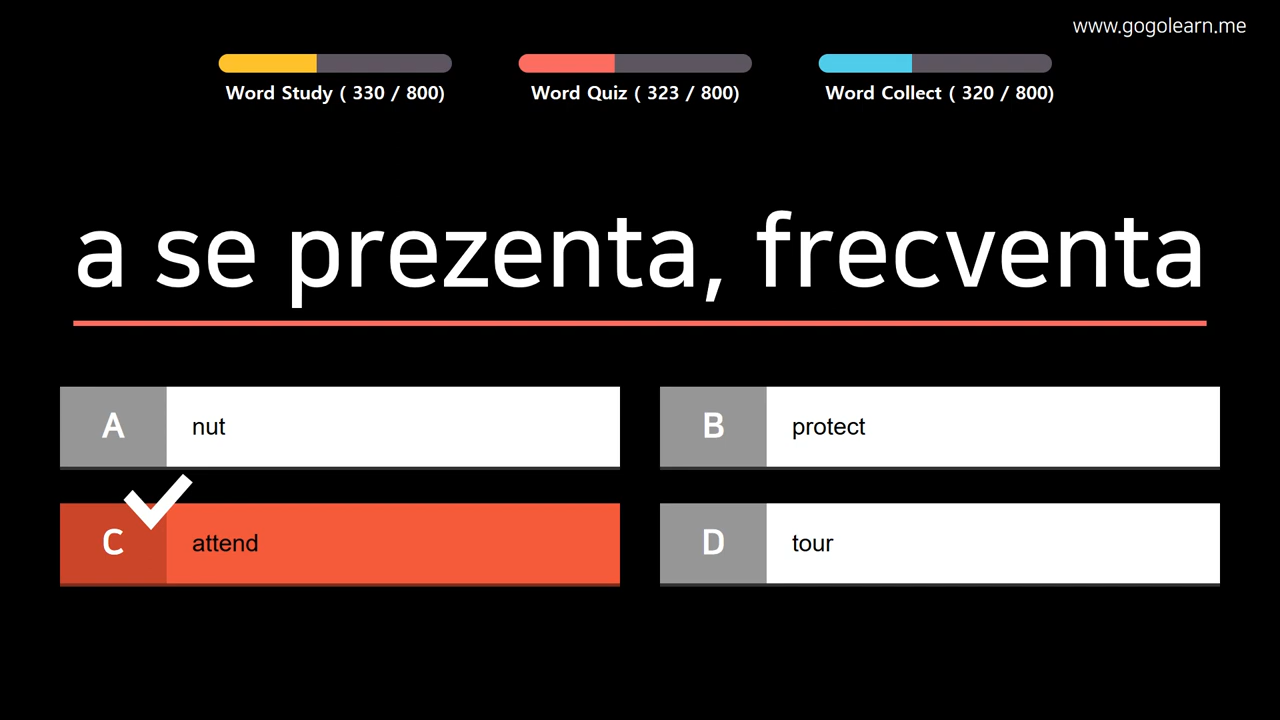 www.gogolearn.me
Word Study ( 330 / 800)
Word Quiz ( 323 / 800)
Word Collect ( 320 / 800)
a se prezenta, frecventa
A nut
B protect
C attend
D tour